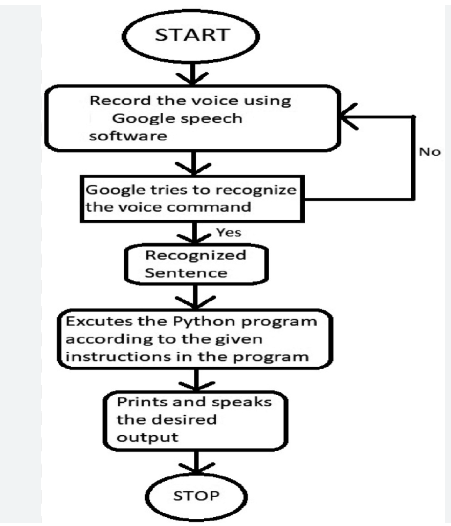 START
Record the voice using
Google speech
software
No
Google tries to recognize
the voice command
Yes
Recognized
Sentence
Excutes the Python program
according to the given
instructions in the program
Prints and speaks
the desired
output
STOP